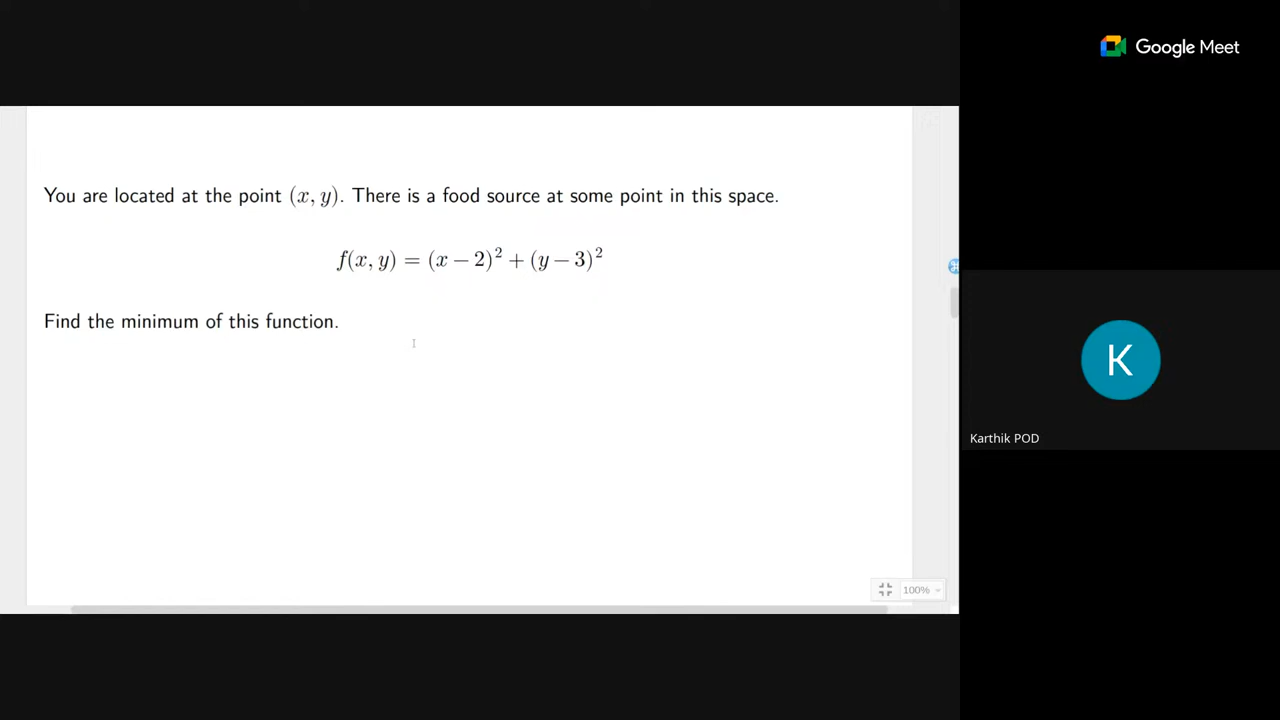 Google Meet
You are located at the point (x, y). There is a food source at some point in this space.
f(x, y) = (x − 2)² + (y − 3)²
Find the minimum of this function.
K
Karthik POD
100%